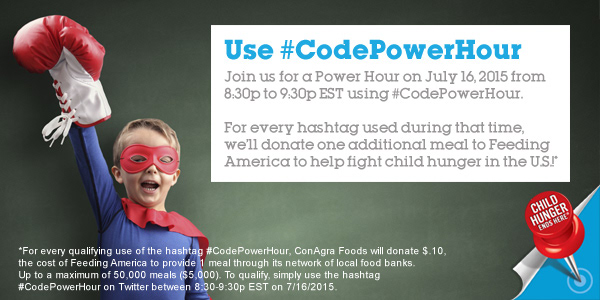 Use #CodePowerHour
Join us for a Power Hour on July 16, 2015 from
8:30p to 9:30p EST using #CodePowerHour.
For every hashtag used during that time,
we'll donate one additional meal to Feeding
America to help fight child hunger in the U.S.!*
CHILD
HUNGER
ENDS HERE
*For every qualifying use of the hashtag #CodePowerHour, ConAgra Foods will donate $.10,
the cost of Feeding America to provide 1 meal through its network of local food banks.
Up to a maximum of 50,000 meals ($5,000). To qualify, simply use the hashtag
#CodePowerHour on Twitter between 8:30-9:30p EST on 7/16/2015.